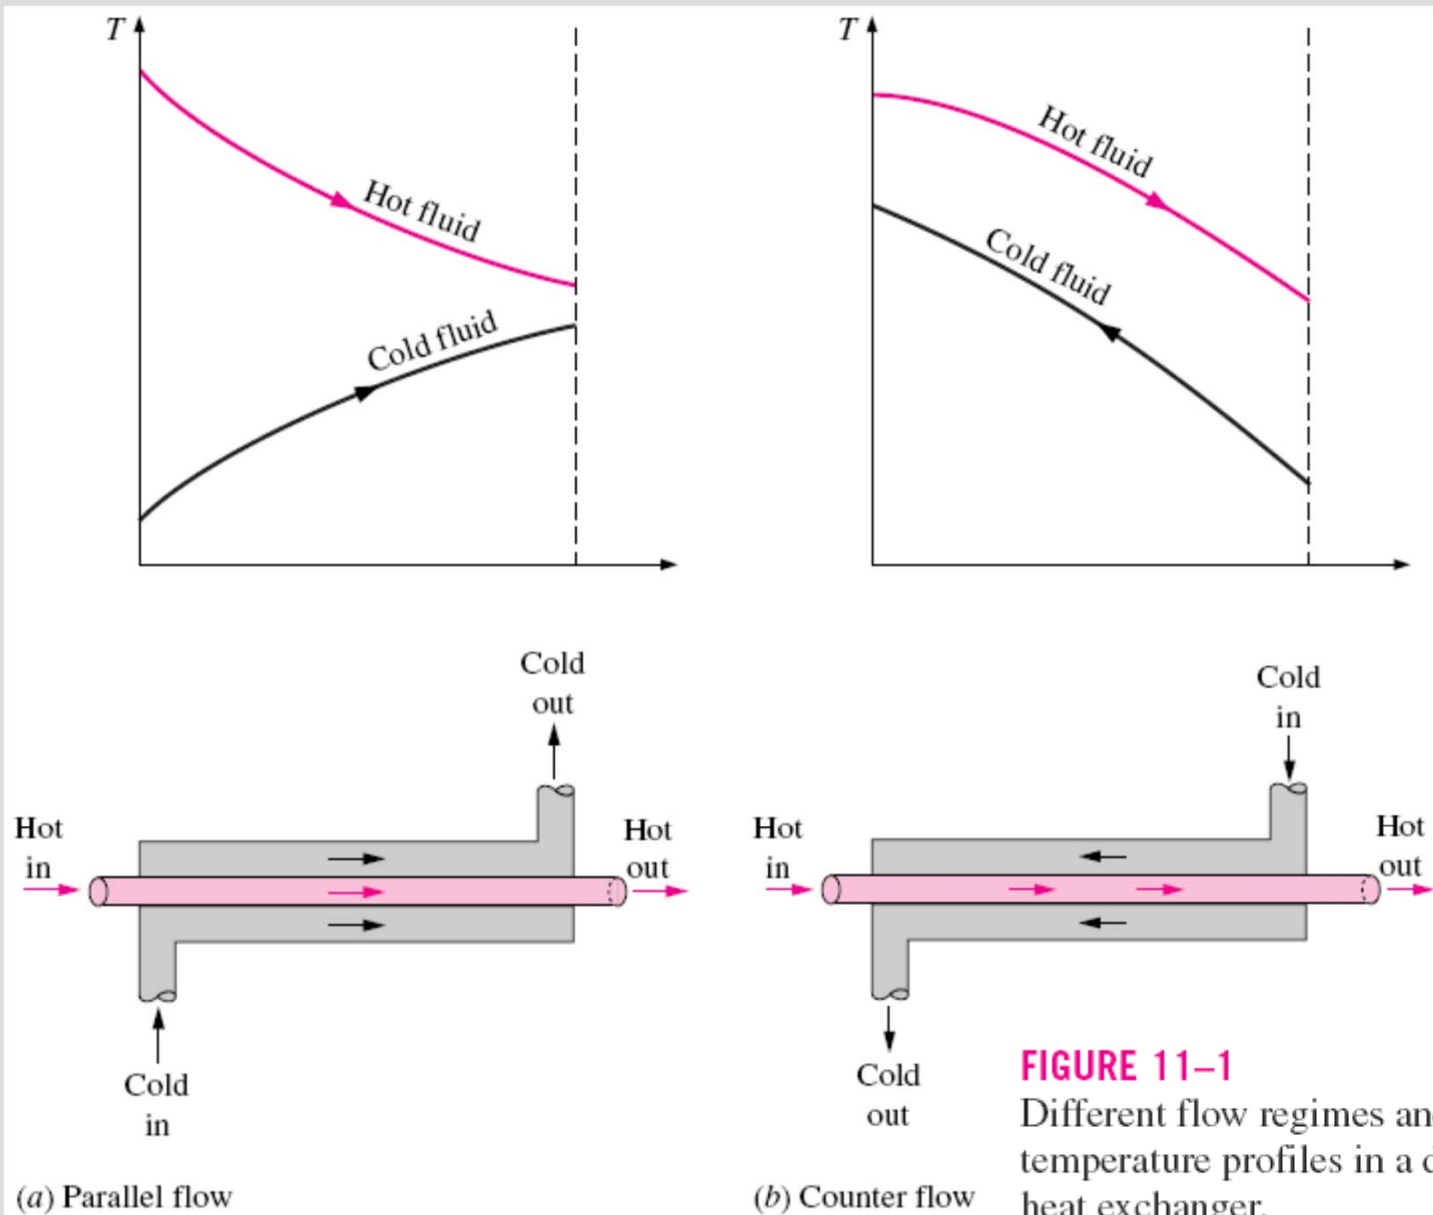 T
Hot fluid
Cold fluid
T
Hot fluid
Cold fluid
Cold
out
Hot
in
Hot
out
Cold
in
(a) Parallel flow
Cold
in
Hot
in
Hot
out
Cold
out
(b) Counter flow
FIGURE 11–1
Different flow regimes
temperature profiles in a
heat exchanger.